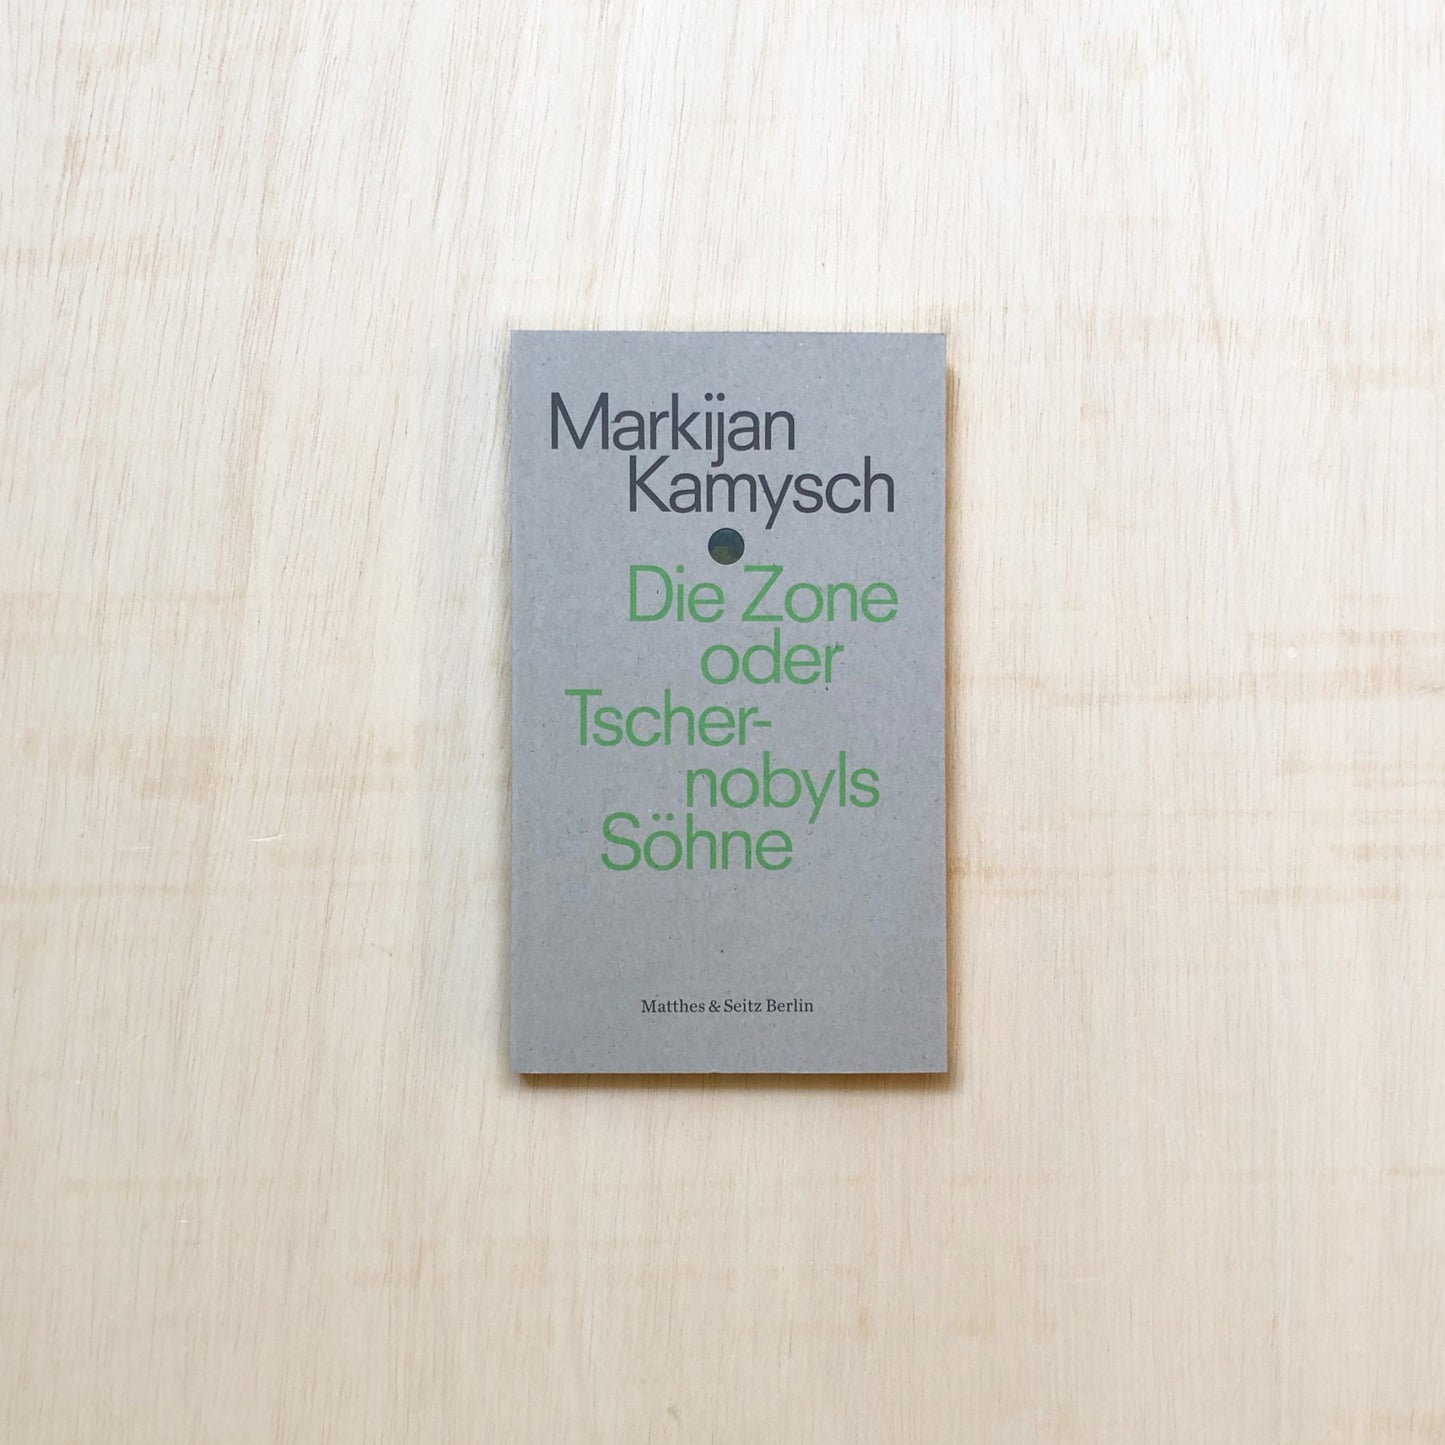 Markijan
Kamysch
Die Zone
oder
Tscher-
nobyls
Söhne
Matthes & Seitz Berlin